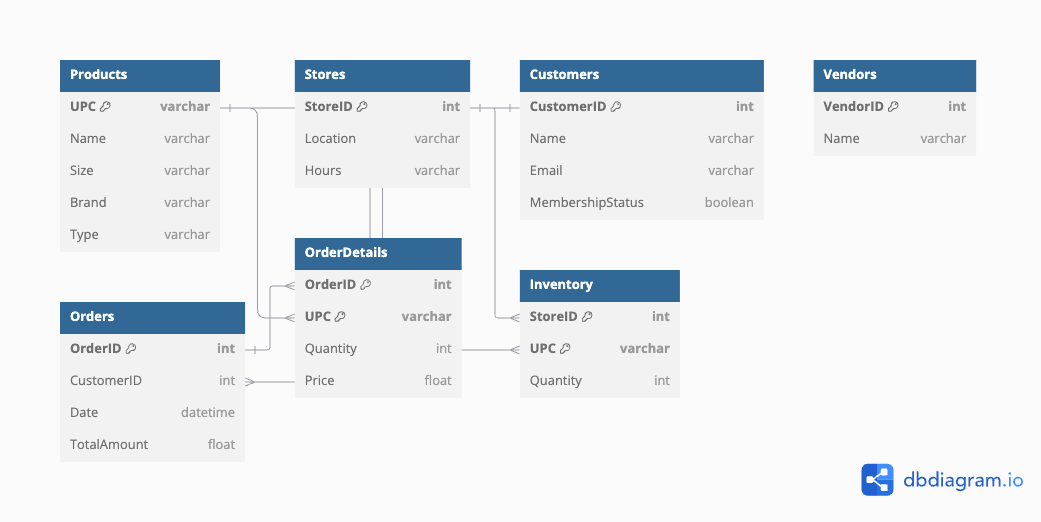 Products
UPC varchar
Name varchar
Size varchar
Brand varchar
Type varchar
Stores
StoreID int
Location varchar
Hours varchar
Customers
CustomerID int
Name varchar
Email varchar
MembershipStatus boolean
Vendors
VendorID int
Name varchar
OrderDetails
OrderID int
UPC varchar
Quantity int
Price float
Inventory
StoreID int
UPC varchar
Quantity int
Orders
OrderID int
CustomerID int
Date datetime
TotalAmount float
dbdiagram.io